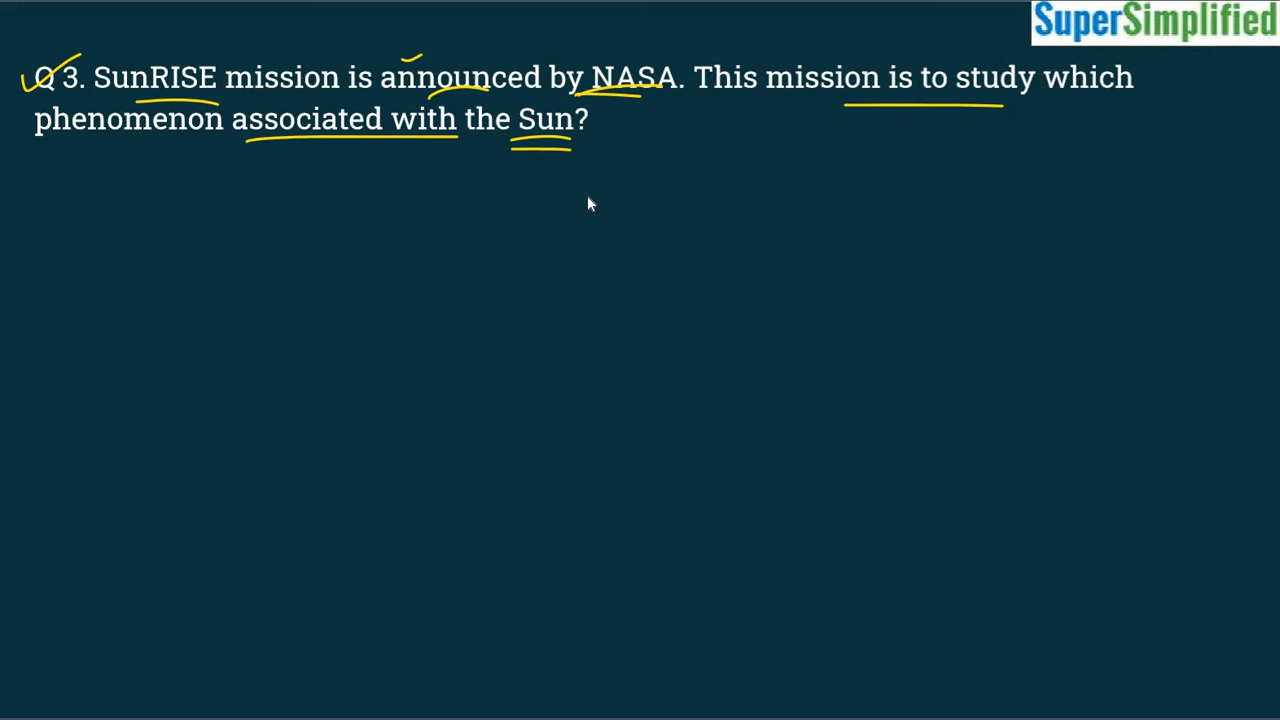 SuperSimplified
Q 3. SunRISE mission is announced by NASA. This mission is to study which
phenomenon associated with the Sun?